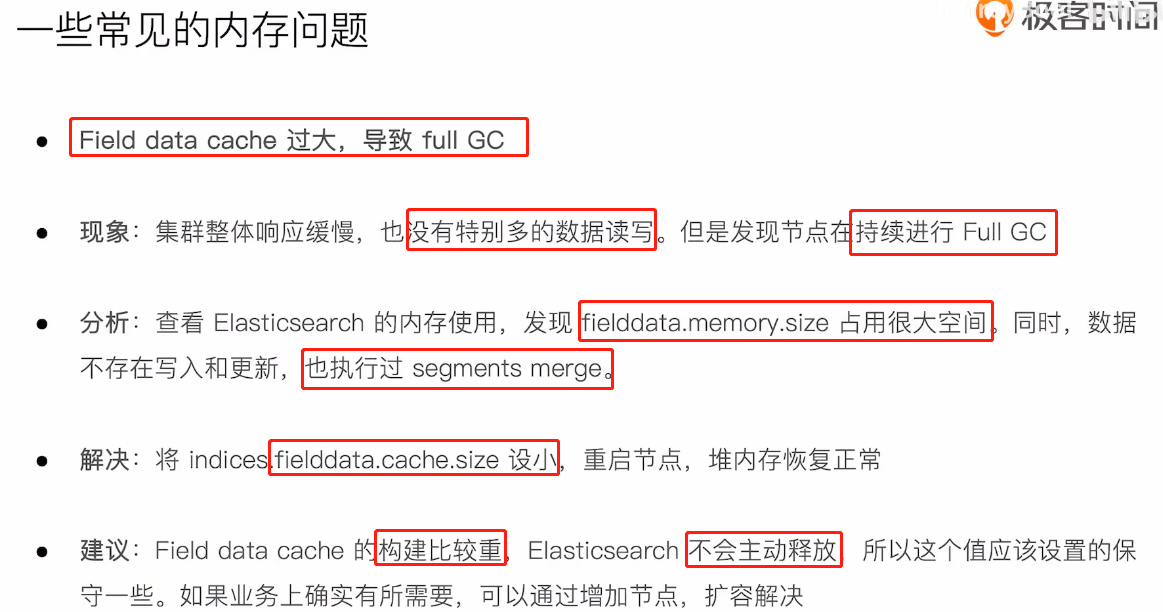 一些常见的内存问题
极客时间
● Field data cache 过大，导致 full GC
● 现象：集群整体响应缓慢，也没有特别多的数据读写。但是发现节点在持续进行 Full GC
● 分析：查看 Elasticsearch 的内存使用，发现 fielddata.memory.size 占用很大空间。同时，数据
不存在写入和更新，也执行过 segments merge。
● 解决：将 indices.fielddata.cache.size 设小，重启节点，堆内存恢复正常
● 建议：Field data cache 的构建比较重，Elasticsearch 不会主动释放，所以这个值应该设置的保
守一些。如果业务上确实有所需要，可以通过增加节点，扩容解决